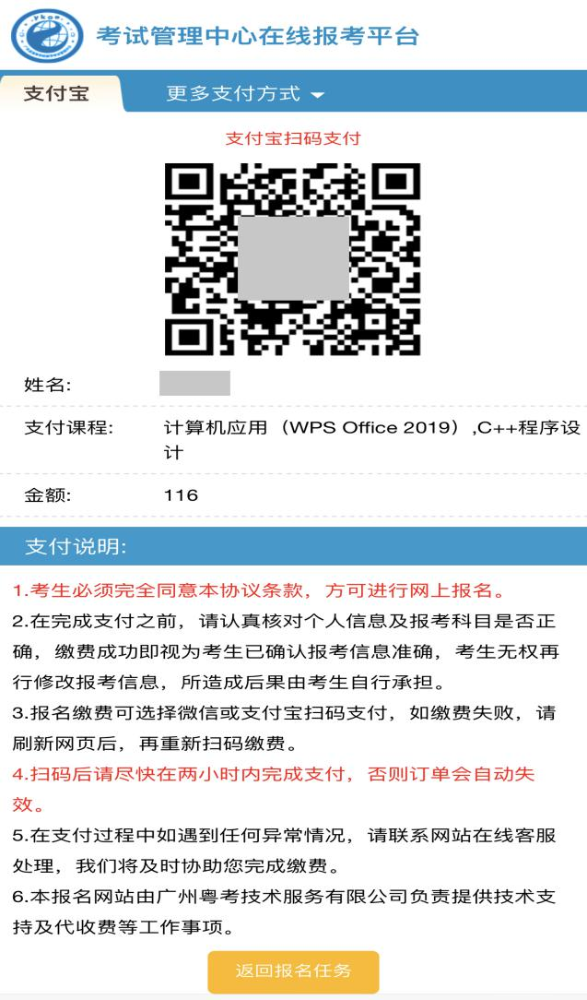 考试管理中心在线报考平台
支付宝
更多支付方式
支付宝扫码支付
姓名:
支付课程:
计算机应用（WPS Office 2019）,C++程序设
计
金额:
116
支付说明:
1.考生必须完全同意本协议条款，方可进行网上报名。
2.在完成支付之前，请认真核对个人信息及报考科目是否正
确，缴费成功即视为考生已确认报考信息准确，考生无权再
行修改报考信息，所造成后果由考生自行承担。
3.报名缴费可选择微信或支付宝扫码支付，如缴费失败，请
刷新网页后，再重新扫码缴费。
4.扫码后请尽快在两小时内完成支付，否则订单会自动失
效。
5.在支付过程中如遇到任何异常情况，请联系网站在线客服
处理，我们将及时协助您完成缴费。
6.本报名网站由广州粤考技术服务有限公司负责提供技术支
持及代收费等工作事项。
返回报名任务